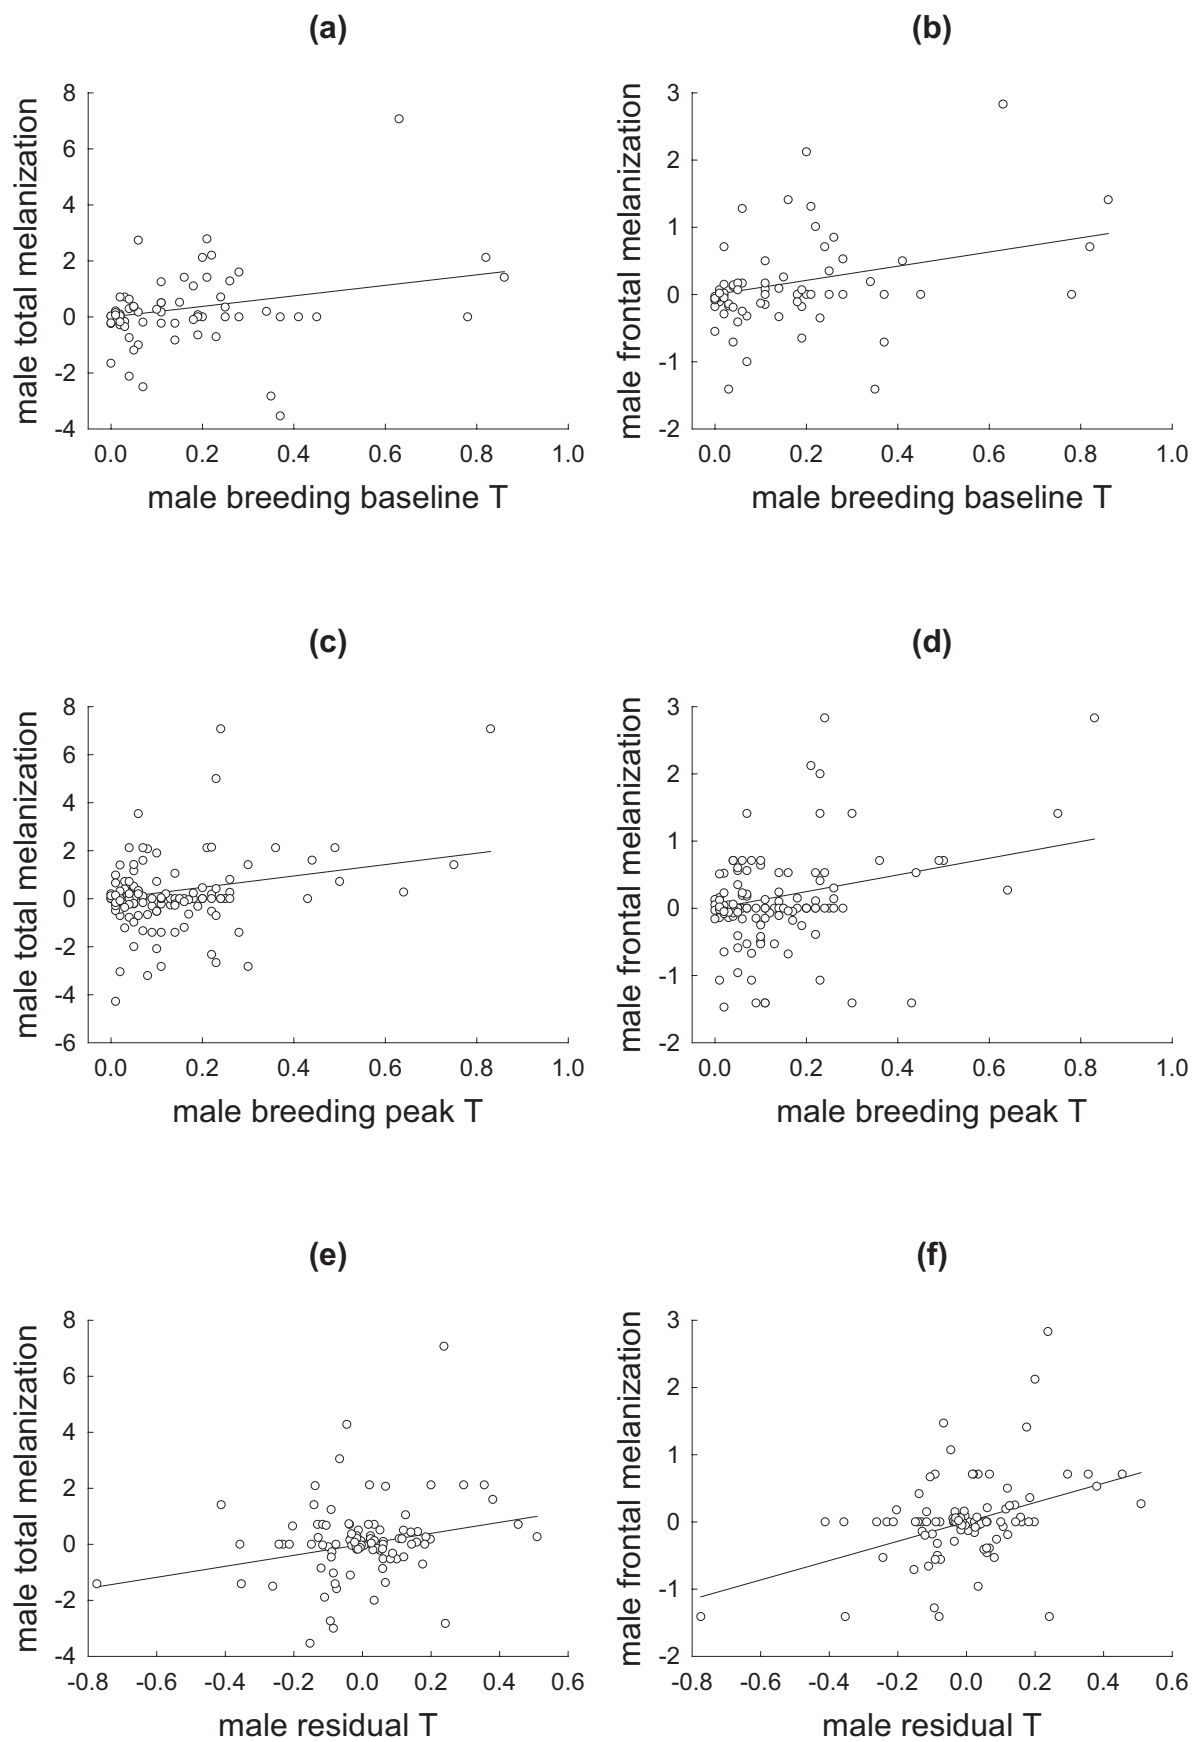 (a)
(b)
male total melanization
8
6
4
2
0
-2
-4
0.0 0.2 0.4 0.6 0.8 1.0
male breeding baseline T
male frontal melanization
3
2
1
0
-1
-2
0.0 0.2 0.4 0.6 0.8 1.0
male breeding baseline T
(c)
(d)
male total melanization
8
6
4
2
0
-2
-4
-6
0.0 0.2 0.4 0.6 0.8 1.0
male breeding peak T
male frontal melanization
3
2
1
0
-1
-2
0.0 0.2 0.4 0.6 0.8 1.0
male breeding peak T
(e)
(f)
male total melanization
8
6
4
2
0
-2
-4
-0.8 -0.6 -0.4 -0.2 0.0 0.2 0.4 0.6
male residual T
male frontal melanization
3
2
1
0
-1
-2
-0.8 -0.6 -0.4 -0.2 0.0 0.2 0.4 0.6
male residual T